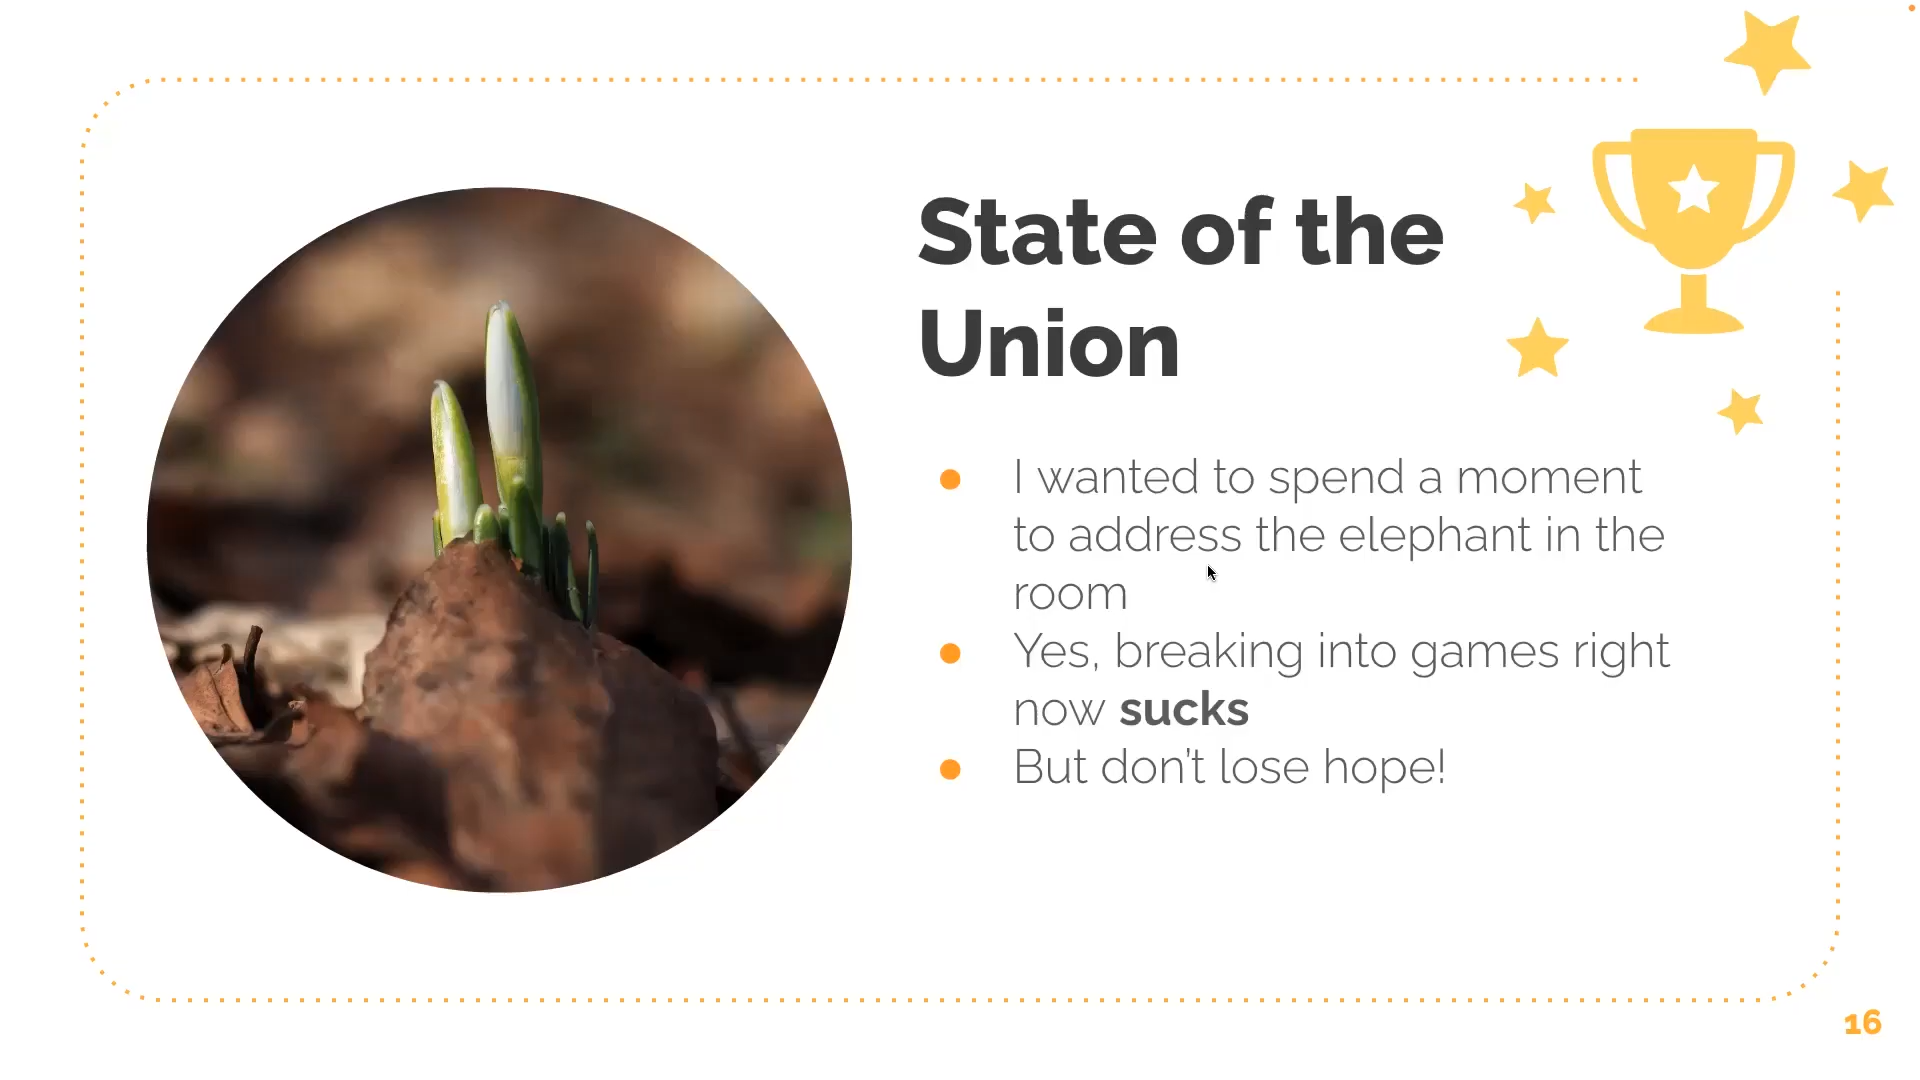 State of the
Union
I wanted to spend a moment
to address the elephant in the
room
Yes, breaking into games right
now sucks
But don't lose hope!
16